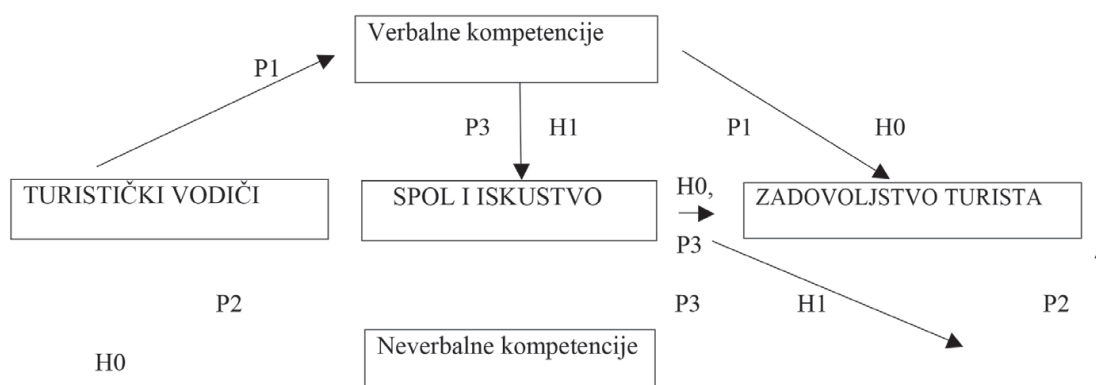 Verbalne kompetencije
P1
P3 H1 P1 H0
TURISTIČKI VODIČI SPOL I ISKUSTVO H0, ZADOVOLJSTVO TURISTA
P3
P2 P3 H1 P2
Neverbalne kompetencije
H0